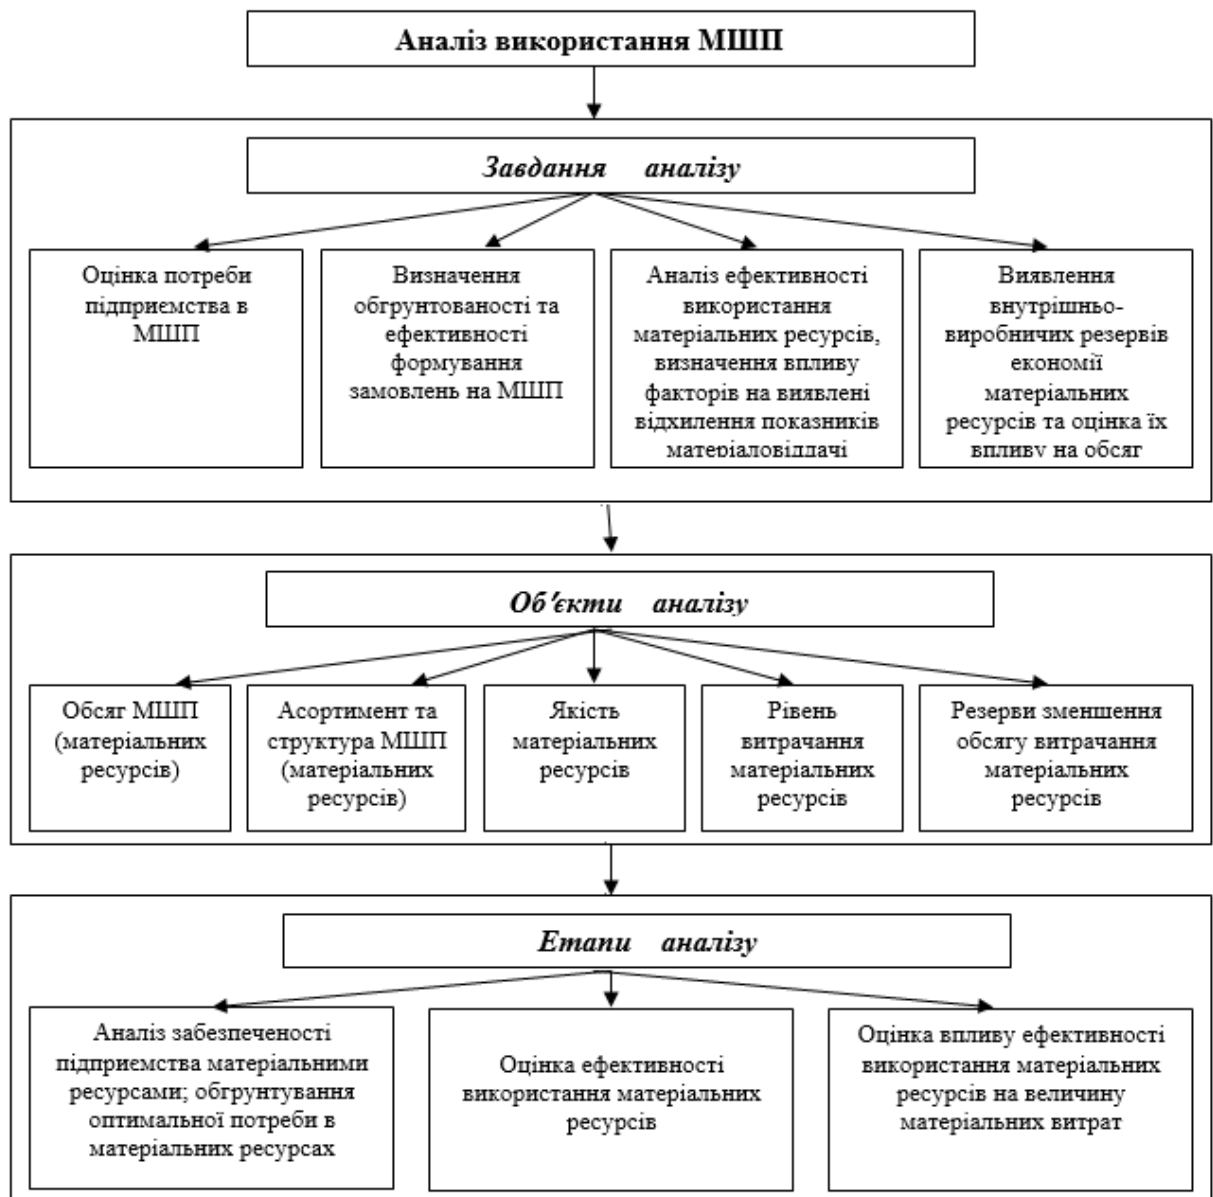 Аналіз використання МШП
Завдання аналізу
Оцінка потреби
підприємства в
МШП
Визначення
обгрунтованості та
ефективності
формування
замовлень на МШП
Аналіз ефективності
використання
матеріальних ресурсів,
визначення впливу
факторів на виявлені
відхилення показників
матеріаловіддачі
Виявлення
внутрішньо-
виробничих резервів
економії
матеріальних
ресурсів та оцінка їх
впливу на обсяг
Об'єкти аналізу
Обсяг МШП
(матеріальних
ресурсів)
Асортимент та
структура МШП
(матеріальних
ресурсів)
Якість
матеріальних
ресурсів
Рівень
витрачання
матеріальних
ресурсів
Резерви зменшення
обсягу витрачання
матеріальних
ресурсів
Етапи аналізу
Аналіз забезпеченості
підприємства матеріальними
ресурсами; обгрунтування
оптимальної потреби в
матеріальних ресурсах
Оцінка ефективності
використання матеріальних
ресурсів
Оцінка впливу ефективності
використання матеріальних
ресурсів на величину
матеріальних витрат